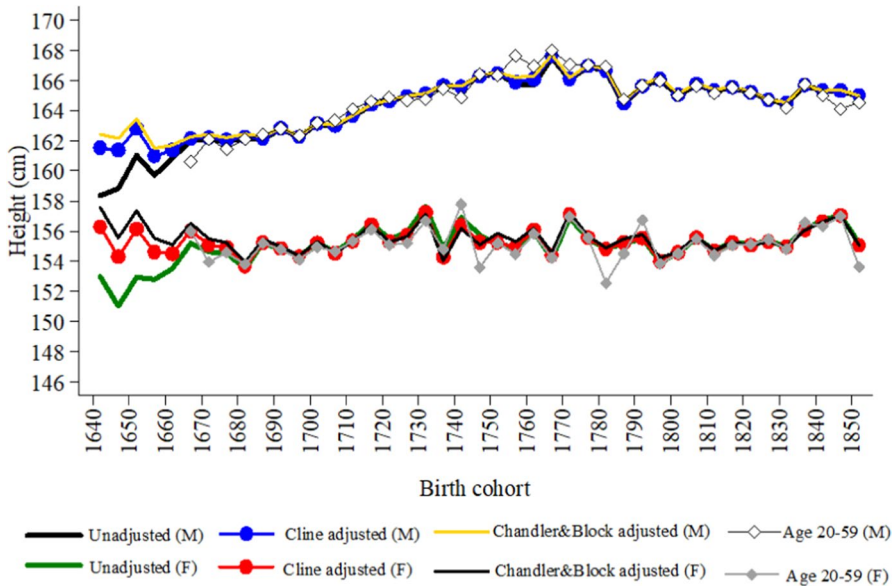 170
168
166
164
162
160
158
156
154
152
150
148
146
Height (cm)
1640 1650 1660 1670 1680 1690 1700 1710 1720 1730 1740 1750 1760 1770 1780 1790 1800 1810 1820 1830 1840 1850
Birth cohort
Unadjusted (M) Cline adjusted (M) Chandler&Block adjusted (M) Age 20-59 (M)
Unadjusted (F) Cline adjusted (F) Chandler&Block adjusted (F) Age 20-59 (F)